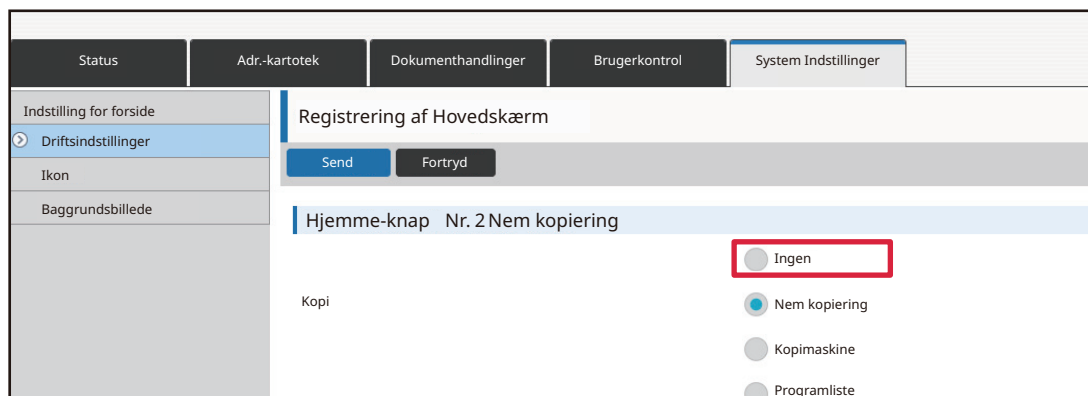 Status
Adr.-kartotek
Dokumenthandlinger
Brugerkontrol
System Indstillinger
Indstilling for forside
Driftsindstillinger
Ikon
Baggrundsbillede
Registrering af Hovedskærm
Send
Fortryd
Hjemme-knap Nr. 2 Nem kopiering
Ingen
Kopi
Nem kopiering
Kopimaskine
Programliste